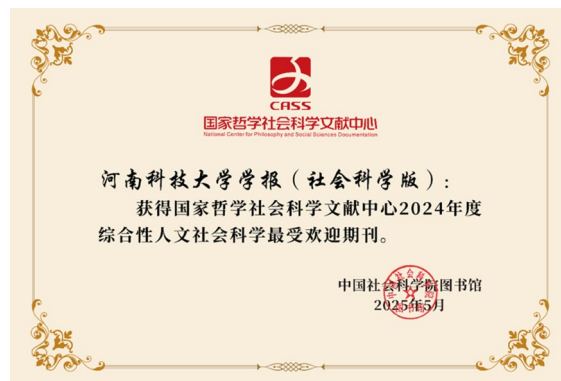 CASS
国家哲学社会科学文献中心
National Center for Philosophy and Social Sciences Documentation
河南科技大学学报（社会科学版）：
获得国家哲学社会科学文献中心2024年度
综合性人文社会科学最受欢迎期刊。
中国社会科学院图书馆
2025年5月